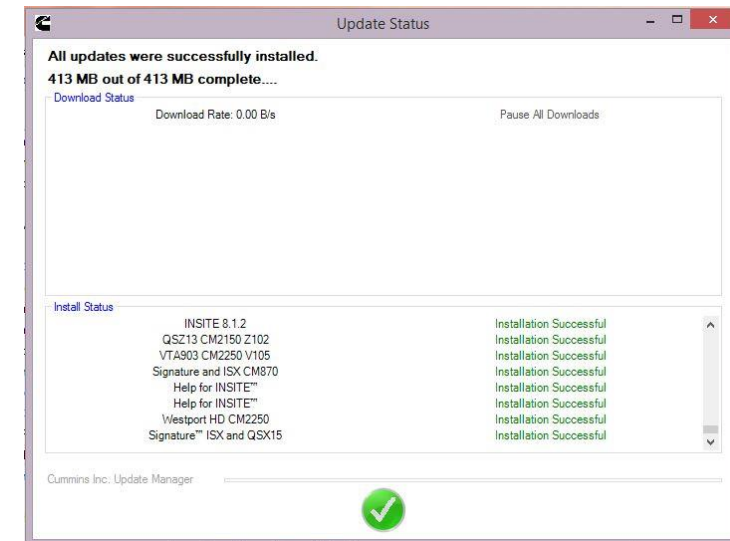 Update Status
All updates were successfully installed.
413 MB out of 413 MB complete....
Download Status
Download Rate: 0.00 B/s Pause All Downloads
Install Status
INSITE 8.1.2 Installation Successful
QSZ13 CM2150 Z102 Installation Successful
VTA903 CM2250 V105 Installation Successful
Signature and ISX CM870 Installation Successful
Help for INSITE™ Installation Successful
Help for INSITE™ Installation Successful
Westport HD CM2250 Installation Successful
Signature™ ISX and QSX15 Installation Successful
Cummins Inc. Update Manager